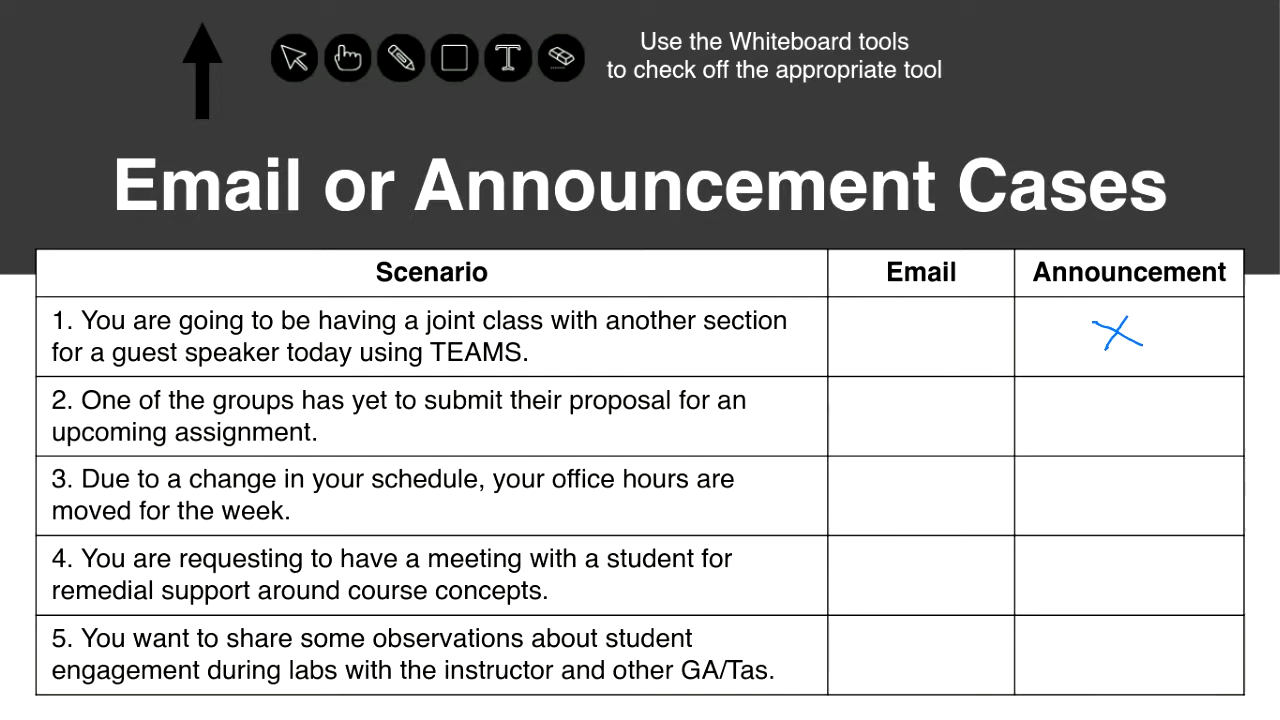 Use the Whiteboard tools
to check off the appropriate tool
T
Email or Announcement Cases
Scenario
Email
Announcement
1. You are going to be having a joint class with another section
for a guest speaker today using TEAMS.
2. One of the groups has yet to submit their proposal for an
upcoming assignment.
3. Due to a change in your schedule, your office hours are
moved for the week.
4. You are requesting to have a meeting with a student for
remedial support around course concepts.
5. You want to share some observations about student
engagement during labs with the instructor and other GA/Tas.